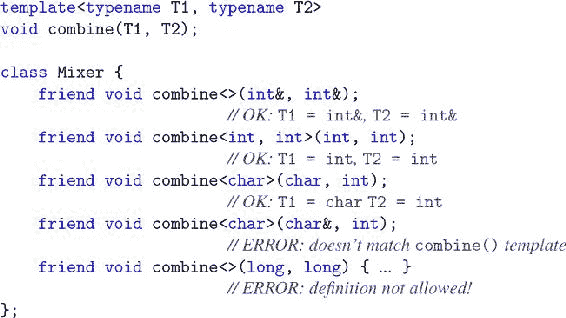 template<typename T1, typename T2>
void combine(T1, T2);
class Mixer {
friend void combine<>(int&, int&);
// OK: T1 = int&, T2 = int&
friend void combine<int, int>(int, int);
// OK: T1 = int, T2 = int
friend void combine<char>(char, int);
// OK: T1 = char T2 = int
friend void combine<char>(char&, int);
// ERROR: doesn't match combine() template
friend void combine<>(long, long) { ... }
// ERROR: definition not allowed!
};